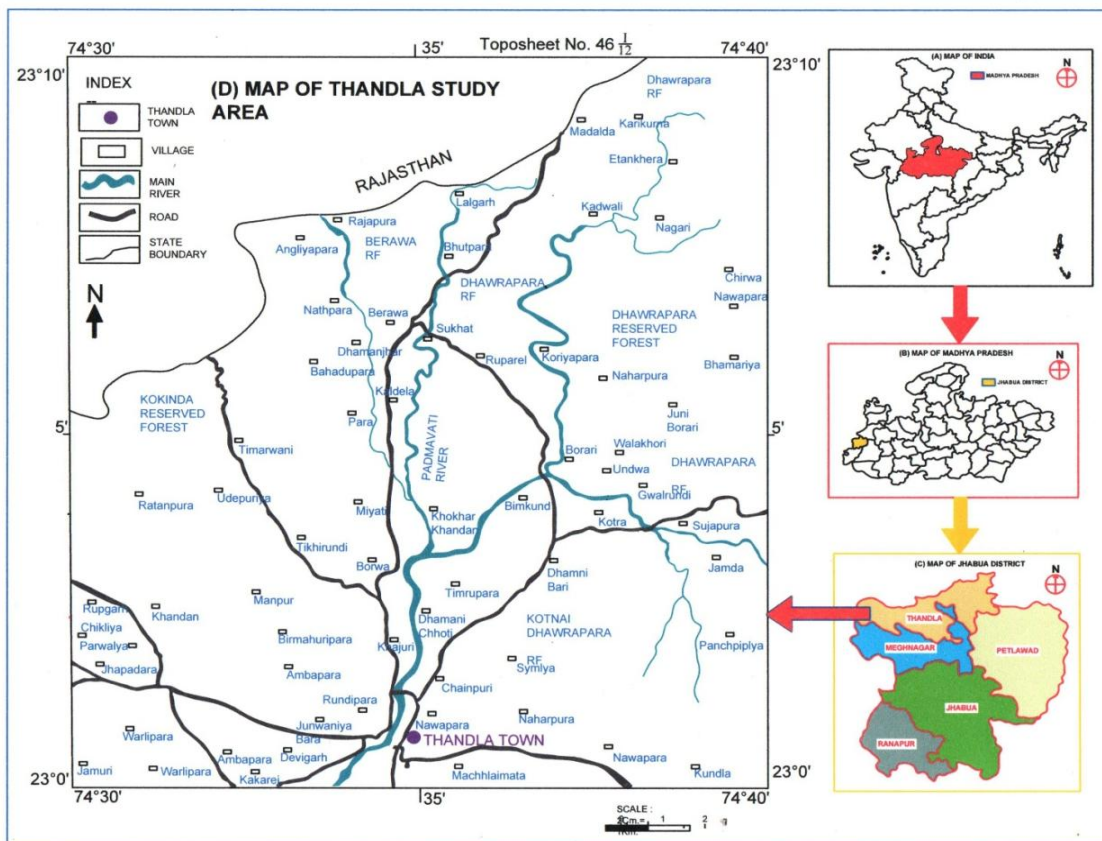 74°30'
35'
Toposheet No. 46 I/12
74°40'
23°10'
23°10'
INDEX
THANDLA TOWN
VILLAGE
MAIN RIVER
ROAD
STATE BOUNDARY
N
(D) MAP OF THANDLA STUDY
AREA
RAJASTHAN
Dhawrapara
RF
Madalda
Karikurna
Etankhera
Lalgarh
Kadwali
Nagari
Rajapura
Angliyapara
BERAWA
RF
Bhutpara
DHAWRAPARA
RF
Chirwa
Nawapara
Nathpara
Berawa
Sukhat
DHAWRAPARA
RESERVED
FOREST
Dhamanjhar
Bahadupara
Ruparel
Koriyapara
Bhamariya
Naharpura
Kaldela
KOKINDA
RESERVED
FOREST
Para
Juni
Borari
5'
5'
Timarwani
PADMAVATI
RIVER
Borari
Walakhori
Undwa
DHAWRAPARA
RF
Ratanpura
Udepuriya
Gwalrundi
Miyati
Khokhar
Khandan
Bimkund
Kotra
Sujapura
Tikhirundi
Borwa
Dhamni
Bari
Jamda
Rupgarh
Khandan
Manpur
Timrupara
Chikliya
Parwalya
Birmahuripara
Dhamani
Chhoti
Khajuri
KOTNAI
DHAWRAPARA
RF
Panchpiplya
Jhapadara
Ambapara
Symlya
Chainpuri
Rundipara
Junwaniya
Bara
Nawapara
Naharpura
Warlipara
THANDLA TOWN
Ambapara
Devigarh
Nawapara
Jamuri
Warlipara
Kakarei
Machhlaimata
Kundla
23°0'
23°0'
74°30'
35'
74°40'
SCALE :
2Cm.=
1Km.
1
2
(A) MAP OF INDIA
MADHYA PRADESH
N
(B) MAP OF MADHYA PRADESH
N
JHABUA DISTRICT
(C) MAP OF JHABUA DISTRICT
N
THANDLA
MEGHNAGAR
PETLAWAD
JHABUA
RANAPUR